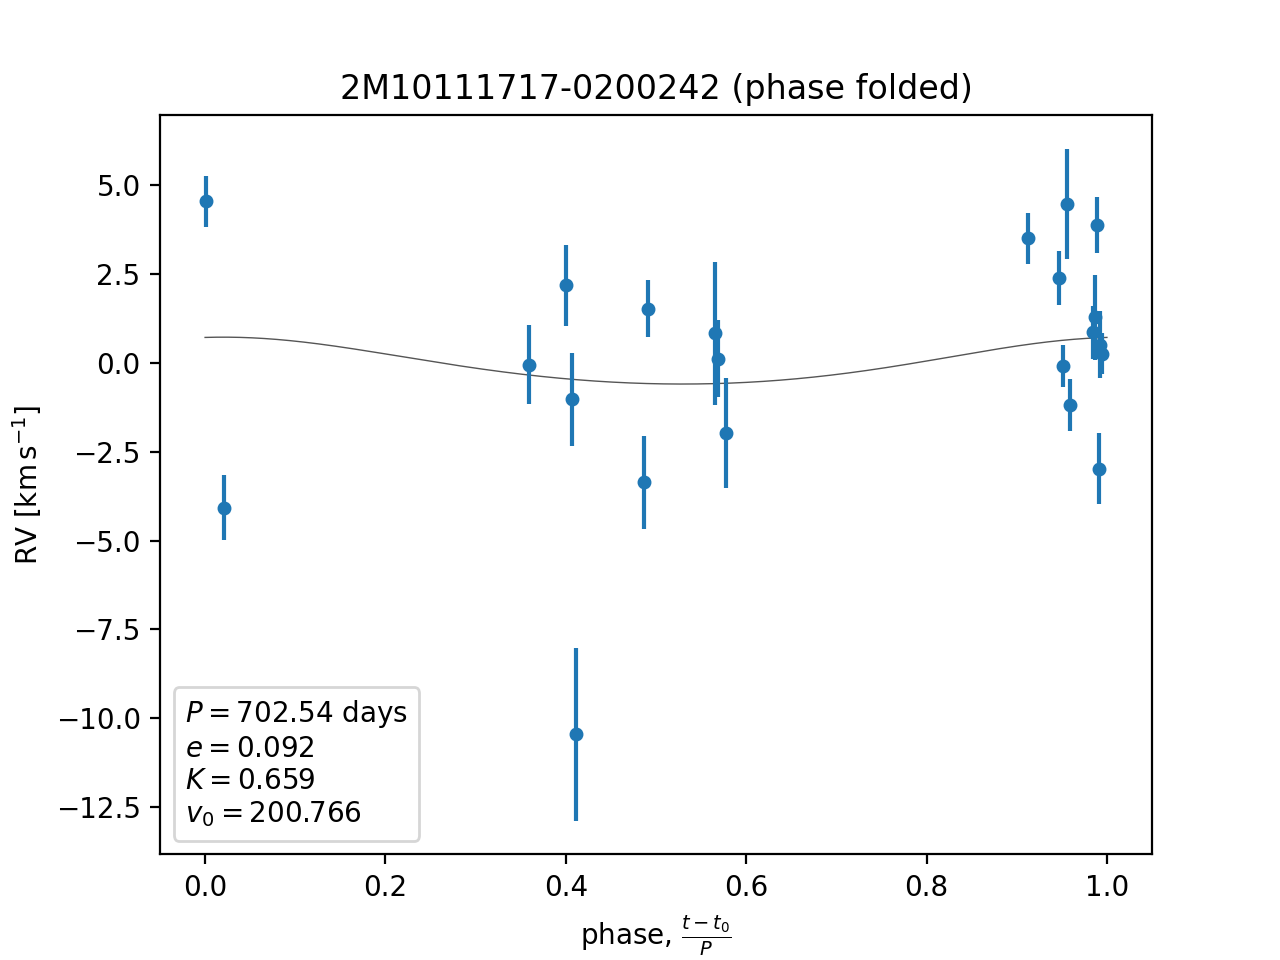 2M10111717-0200242 (phase folded)
RV [km s⁻¹]
5.0
2.5
0.0
−2.5
−5.0
−7.5
−10.0
−12.5
P = 702.54 days
e = 0.092
K = 0.659
v₀ = 200.766
0.0 0.2 0.4 0.6 0.8 1.0
phase, (t − t₀)/P